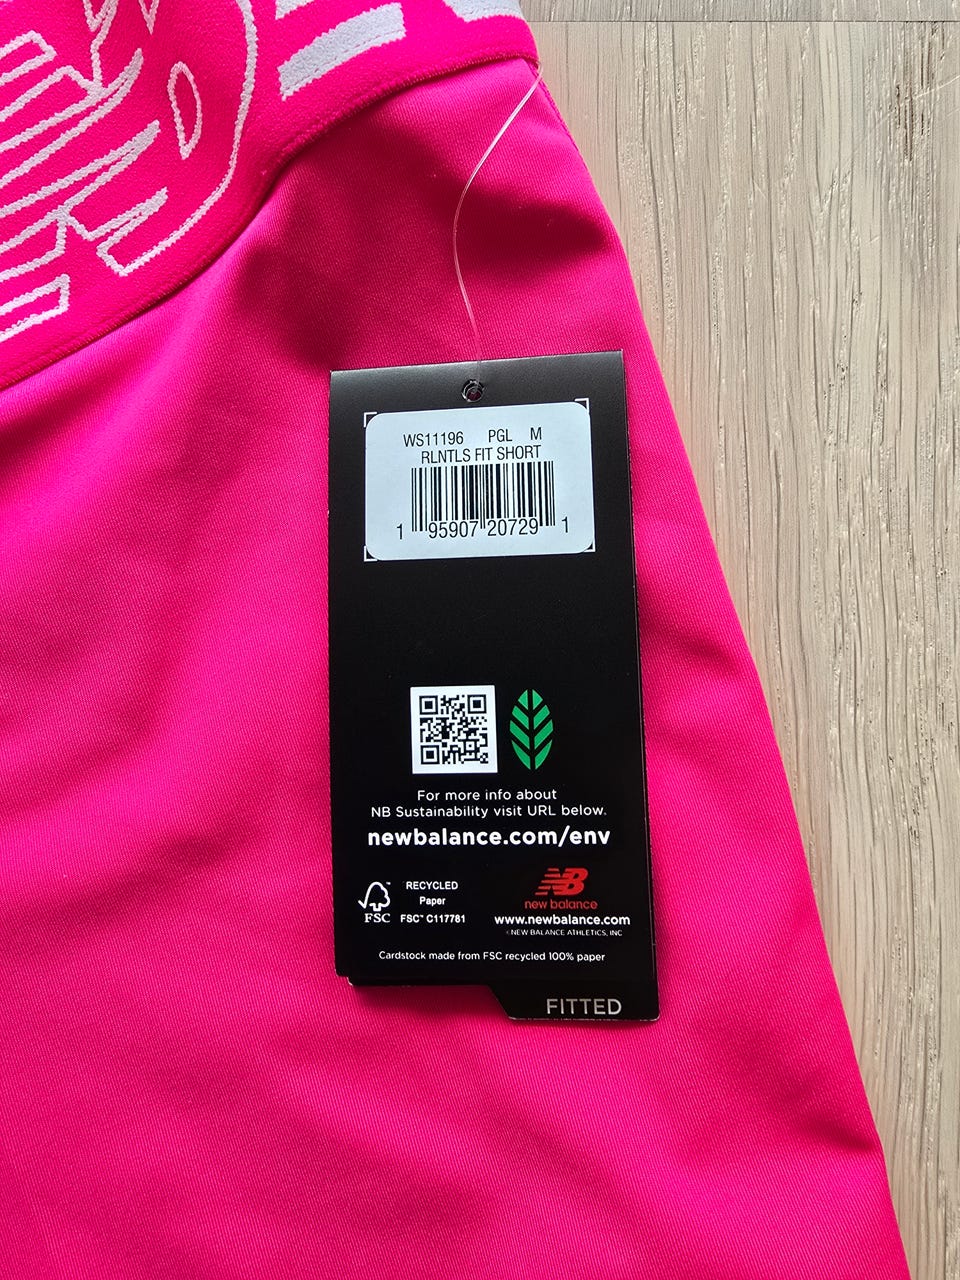 WS11196 PGL M
RLNTLS FIT SHORT
1 95907 20729 1
For more info about
NB Sustainability visit URL below.
newbalance.com/env
FSC
RECYCLED
Paper
FSC™ C117781
NB
new balance
www.newbalance.com
©NEW BALANCE ATHLETICS, INC
Cardstock made from FSC recycled 100% paper
FITTED